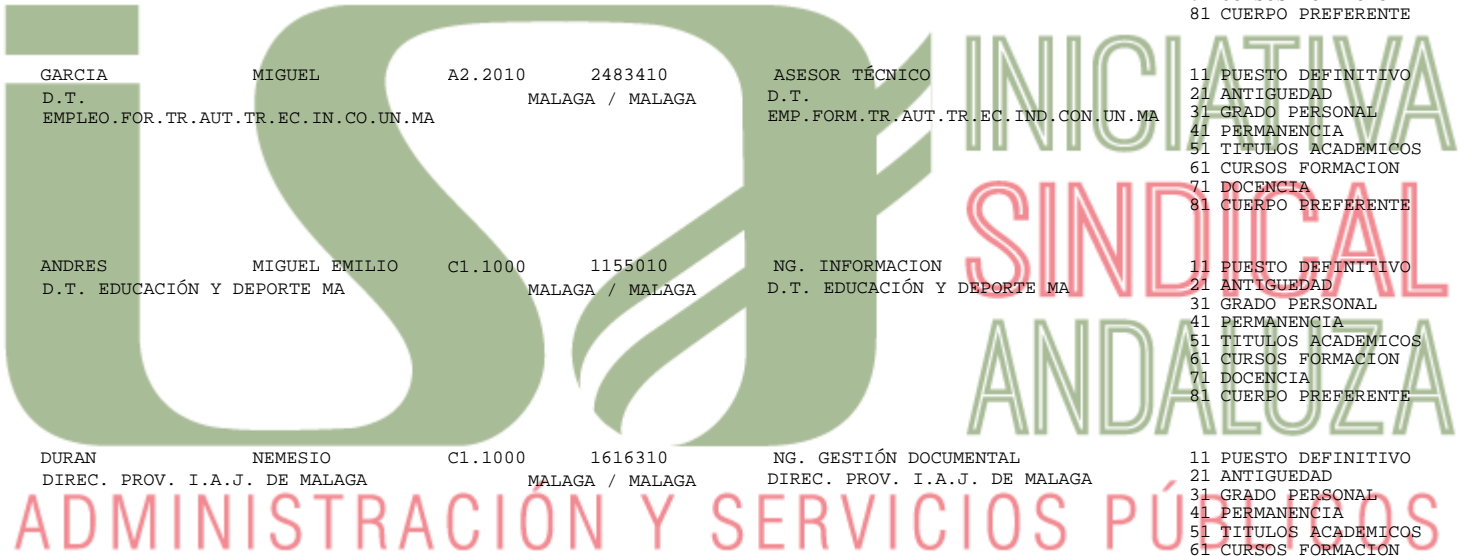 81 CUERPO PREFERENTE
GARCIA MIGUEL A2.2010 2483410 ASESOR TÉCNICO 11 PUESTO DEFINITIVO
D.T. MALAGA / MALAGA D.T. 21 ANTIGUEDAD
EMPLEO.FOR.TR.AUT.TR.EC.IN.CO.UN.MA EMP.FORM.TR.AUT.TR.EC.IND.CON.UN.MA 31 GRADO PERSONAL
41 PERMANENCIA
51 TITULOS ACADEMICOS
61 CURSOS FORMACION
71 DOCENCIA
81 CUERPO PREFERENTE
ANDRES MIGUEL EMILIO C1.1000 1155010 NG. INFORMACION 11 PUESTO DEFINITIVO
D.T. EDUCACIÓN Y DEPORTE MA MALAGA / MALAGA D.T. EDUCACIÓN Y DEPORTE MA 21 ANTIGUEDAD
31 GRADO PERSONAL
41 PERMANENCIA
51 TITULOS ACADEMICOS
61 CURSOS FORMACION
71 DOCENCIA
81 CUERPO PREFERENTE
DURAN NEMESIO C1.1000 1616310 NG. GESTIÓN DOCUMENTAL 11 PUESTO DEFINITIVO
DIREC. PROV. I.A.J. DE MALAGA MALAGA / MALAGA DIREC. PROV. I.A.J. DE MALAGA 21 ANTIGUEDAD
31 GRADO PERSONAL
41 PERMANENCIA
51 TITULOS ACADEMICOS
61 CURSOS FORMACION
isa
INICIATIVA
SINDICAL
ANDALUZA
ADMINISTRACIÓN Y SERVICIOS PÚBLICOS